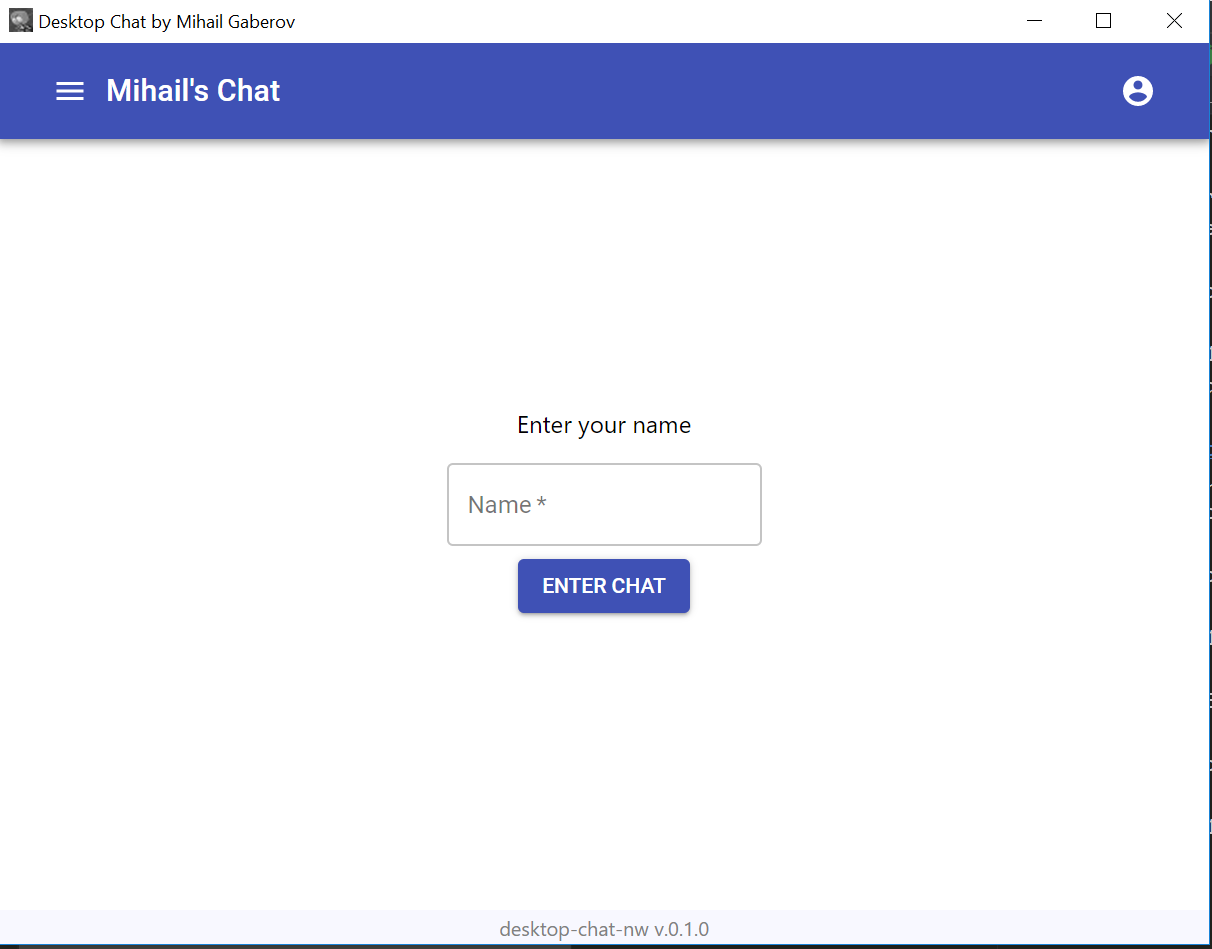 Desktop Chat by Mihail Gaberov
Mihail's Chat
Enter your name
Name *
ENTER CHAT
desktop-chat-nw v.0.1.0